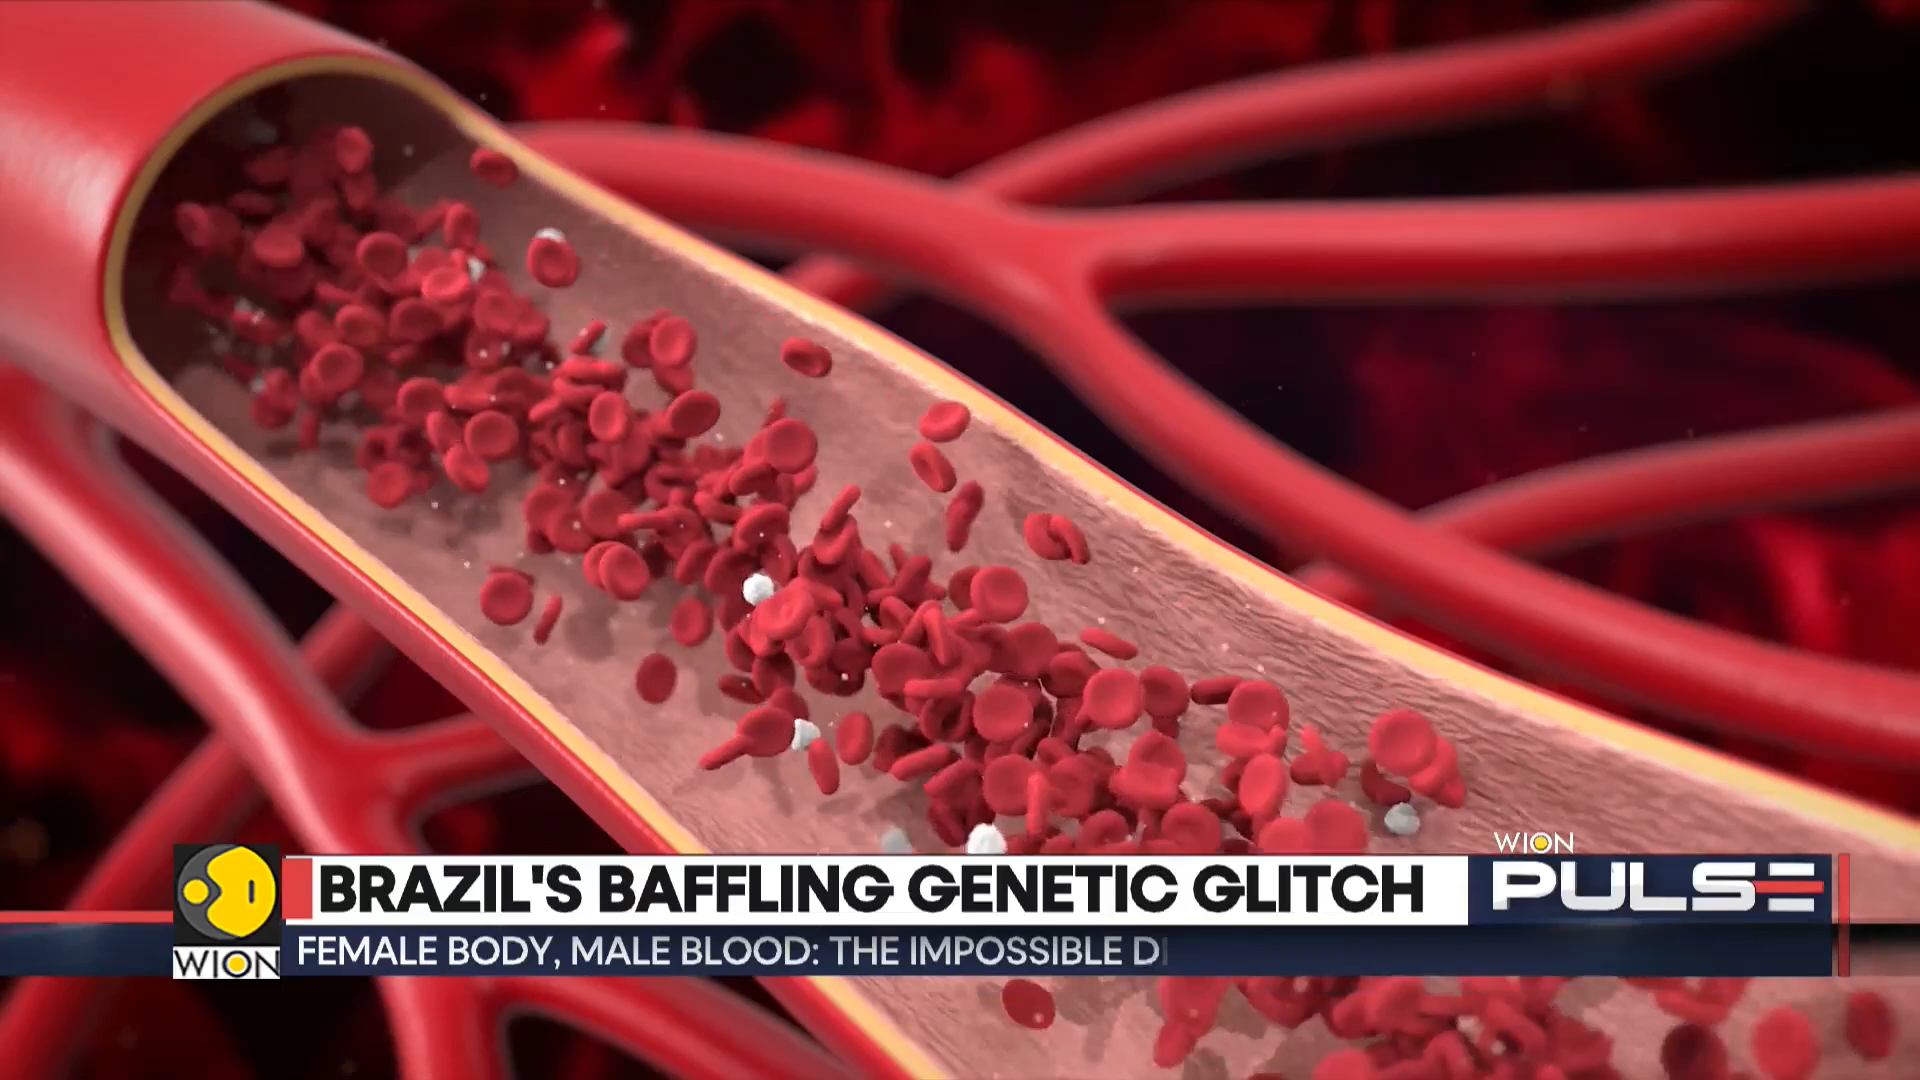 BRAZIL'S BAFFLING GENETIC GLITCH
WION
PULSE
FEMALE BODY, MALE BLOOD: THE IMPOSSIBLE
WION